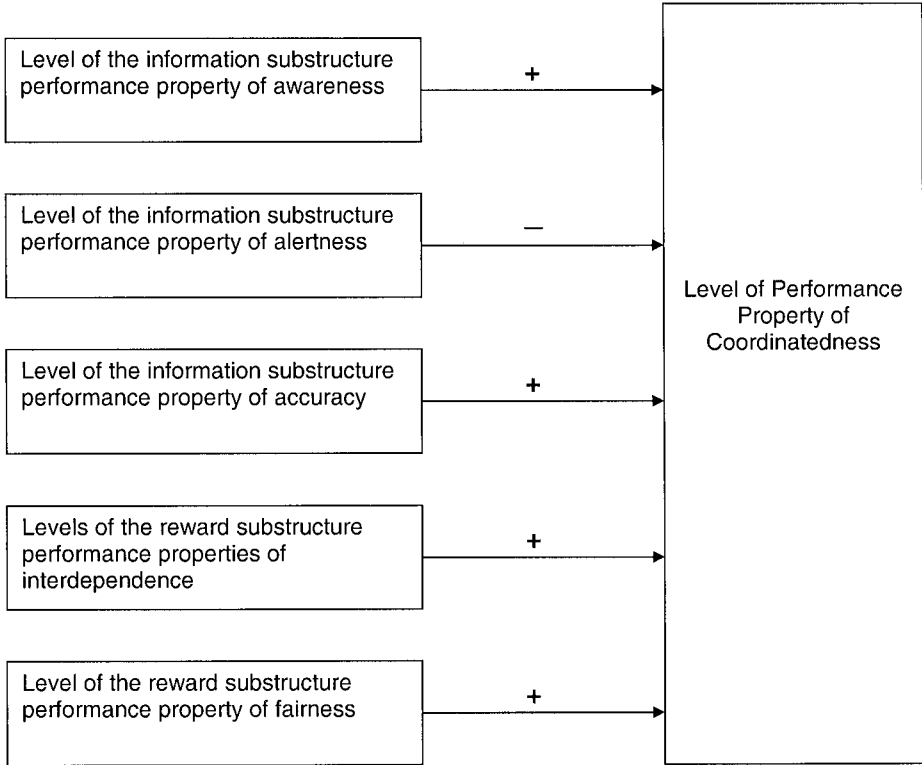 Level of the information substructure
performance property of awareness
+
Level of the information substructure
performance property of alertness
—
Level of Performance
Property of
Coordinatedness
Level of the information substructure
performance property of accuracy
+
Levels of the reward substructure
performance properties of
interdependence
+
Level of the reward substructure
performance property of fairness
+